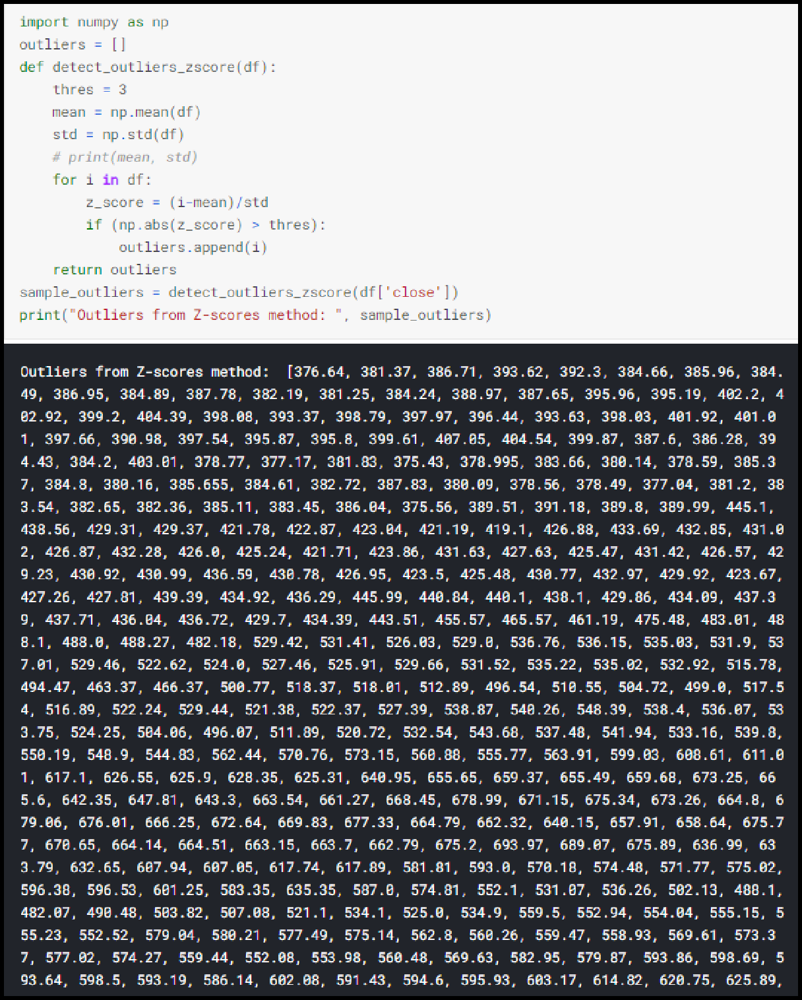 import numpy as np
outliers = []
def detect_outliers_zscore(df):
    thres = 3
    mean = np.mean(df)
    std = np.std(df)
    # print(mean, std)
    for i in df:
        z_score = (i-mean)/std
        if (np.abs(z_score) > thres):
            outliers.append(i)
    return outliers
sample_outliers = detect_outliers_zscore(df['close'])
print("Outliers from Z-scores method: ", sample_outliers)
Outliers from Z-scores method:  [376.64, 381.37, 386.71, 393.62, 392.3, 384.66, 385.96, 384.
49, 386.95, 384.89, 387.78, 382.19, 381.25, 384.24, 388.97, 387.65, 395.96, 395.19, 402.2, 4
02.92, 399.2, 404.39, 398.08, 393.37, 398.79, 397.97, 396.44, 393.63, 398.03, 401.92, 401.0
1, 397.66, 390.98, 397.54, 395.87, 395.8, 399.61, 407.05, 404.54, 399.87, 387.6, 386.28, 39
4.43, 384.2, 403.01, 378.77, 377.17, 381.83, 375.43, 378.995, 383.66, 380.14, 378.59, 385.3
7, 384.8, 380.16, 385.655, 384.61, 382.72, 387.83, 380.09, 378.56, 378.49, 377.04, 381.2, 38
3.54, 382.65, 382.36, 385.11, 383.45, 386.04, 375.56, 389.51, 391.18, 389.8, 389.99, 445.1,
438.56, 429.31, 429.37, 421.78, 422.87, 423.04, 421.19, 419.1, 426.88, 433.69, 432.85, 431.0
2, 426.87, 432.28, 426.0, 425.24, 421.71, 423.86, 431.63, 427.63, 425.47, 431.42, 426.57, 42
9.23, 430.92, 430.99, 436.59, 430.78, 426.95, 423.5, 425.48, 430.77, 432.97, 429.92, 423.67,
427.26, 427.81, 439.39, 434.92, 436.29, 445.99, 440.84, 440.1, 438.1, 429.86, 434.09, 437.3
9, 437.71, 436.04, 436.72, 429.7, 434.39, 443.51, 455.57, 465.57, 461.19, 475.48, 483.01, 48
8.1, 488.0, 488.27, 482.18, 529.42, 531.41, 526.03, 529.0, 536.76, 536.15, 535.03, 531.9, 53
7.01, 529.46, 522.62, 524.0, 527.46, 525.91, 529.66, 531.52, 535.22, 535.02, 532.92, 515.78,
494.47, 463.37, 466.37, 500.77, 518.37, 518.01, 512.89, 496.54, 510.55, 504.72, 499.0, 517.5
4, 516.89, 522.24, 529.44, 521.38, 522.37, 527.39, 538.87, 540.26, 548.39, 538.4, 536.07, 53
3.75, 524.25, 504.06, 496.07, 511.89, 520.72, 532.54, 543.68, 537.48, 541.94, 533.16, 539.8,
550.19, 548.9, 544.83, 562.44, 570.76, 573.15, 560.88, 555.77, 563.91, 599.03, 608.61, 611.0
1, 617.1, 626.55, 625.9, 628.35, 625.31, 640.95, 655.65, 659.37, 655.49, 659.68, 673.25, 66
5.6, 642.35, 647.81, 643.3, 663.54, 661.27, 668.45, 678.99, 671.15, 675.34, 673.26, 664.8, 6
79.06, 676.01, 666.25, 672.64, 669.83, 677.33, 664.79, 662.32, 640.15, 657.91, 658.64, 675.7
7, 670.65, 664.14, 664.51, 663.15, 663.7, 662.79, 675.2, 693.97, 689.07, 675.89, 636.99, 63
3.79, 632.65, 607.94, 607.05, 617.74, 617.89, 581.81, 593.0, 570.18, 574.48, 571.77, 575.02,
596.38, 596.53, 601.25, 583.35, 635.35, 587.0, 574.81, 552.1, 531.07, 536.26, 502.13, 488.1,
482.07, 490.48, 503.82, 507.08, 521.1, 534.1, 525.0, 534.9, 559.5, 552.94, 554.04, 555.15, 5
55.23, 552.52, 579.04, 580.21, 577.49, 575.14, 562.8, 560.26, 559.47, 558.93, 569.61, 573.3
7, 577.02, 574.27, 559.44, 552.08, 553.98, 560.48, 569.63, 582.95, 579.87, 593.86, 598.69, 5
93.64, 598.5, 593.19, 586.14, 602.08, 591.43, 594.6, 595.93, 603.17, 614.82, 620.75, 625.89,